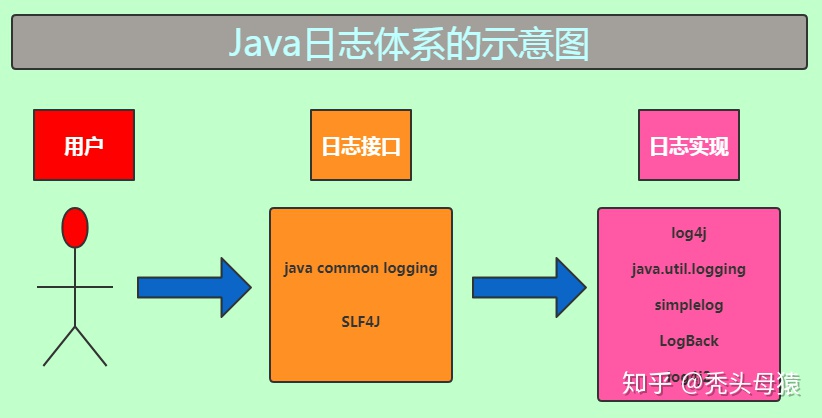 Java日志体系的示意图
用户
日志接口
日志实现
java common logging
SLF4J
log4j
java.util.logging
simplelog
LogBack
知乎 @秃头母猿